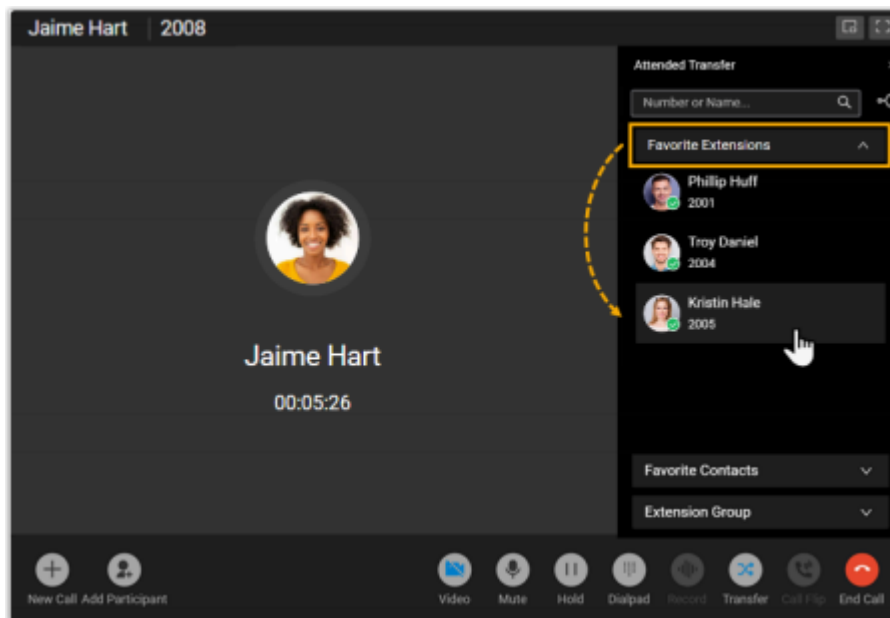 Jaime Hart 2008
Attended Transfer
Number or Name...
Favorite Extensions
Phillip Huff
2001
Troy Daniel
2004
Kristin Hale
2005
Jaime Hart
00:05:26
Favorite Contacts
Extension Group
New Call Add Participant Video Mute Hold Dialpad Record Transfer Call Flip End Call